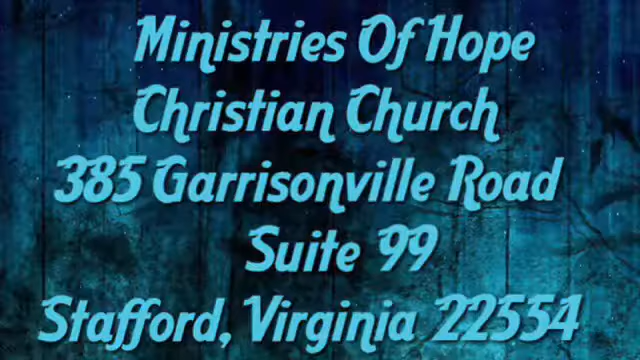 Ministries Of Hope
Christian Church
385 Garrisonville Road
Suite 99
Stafford, Virginia 22554